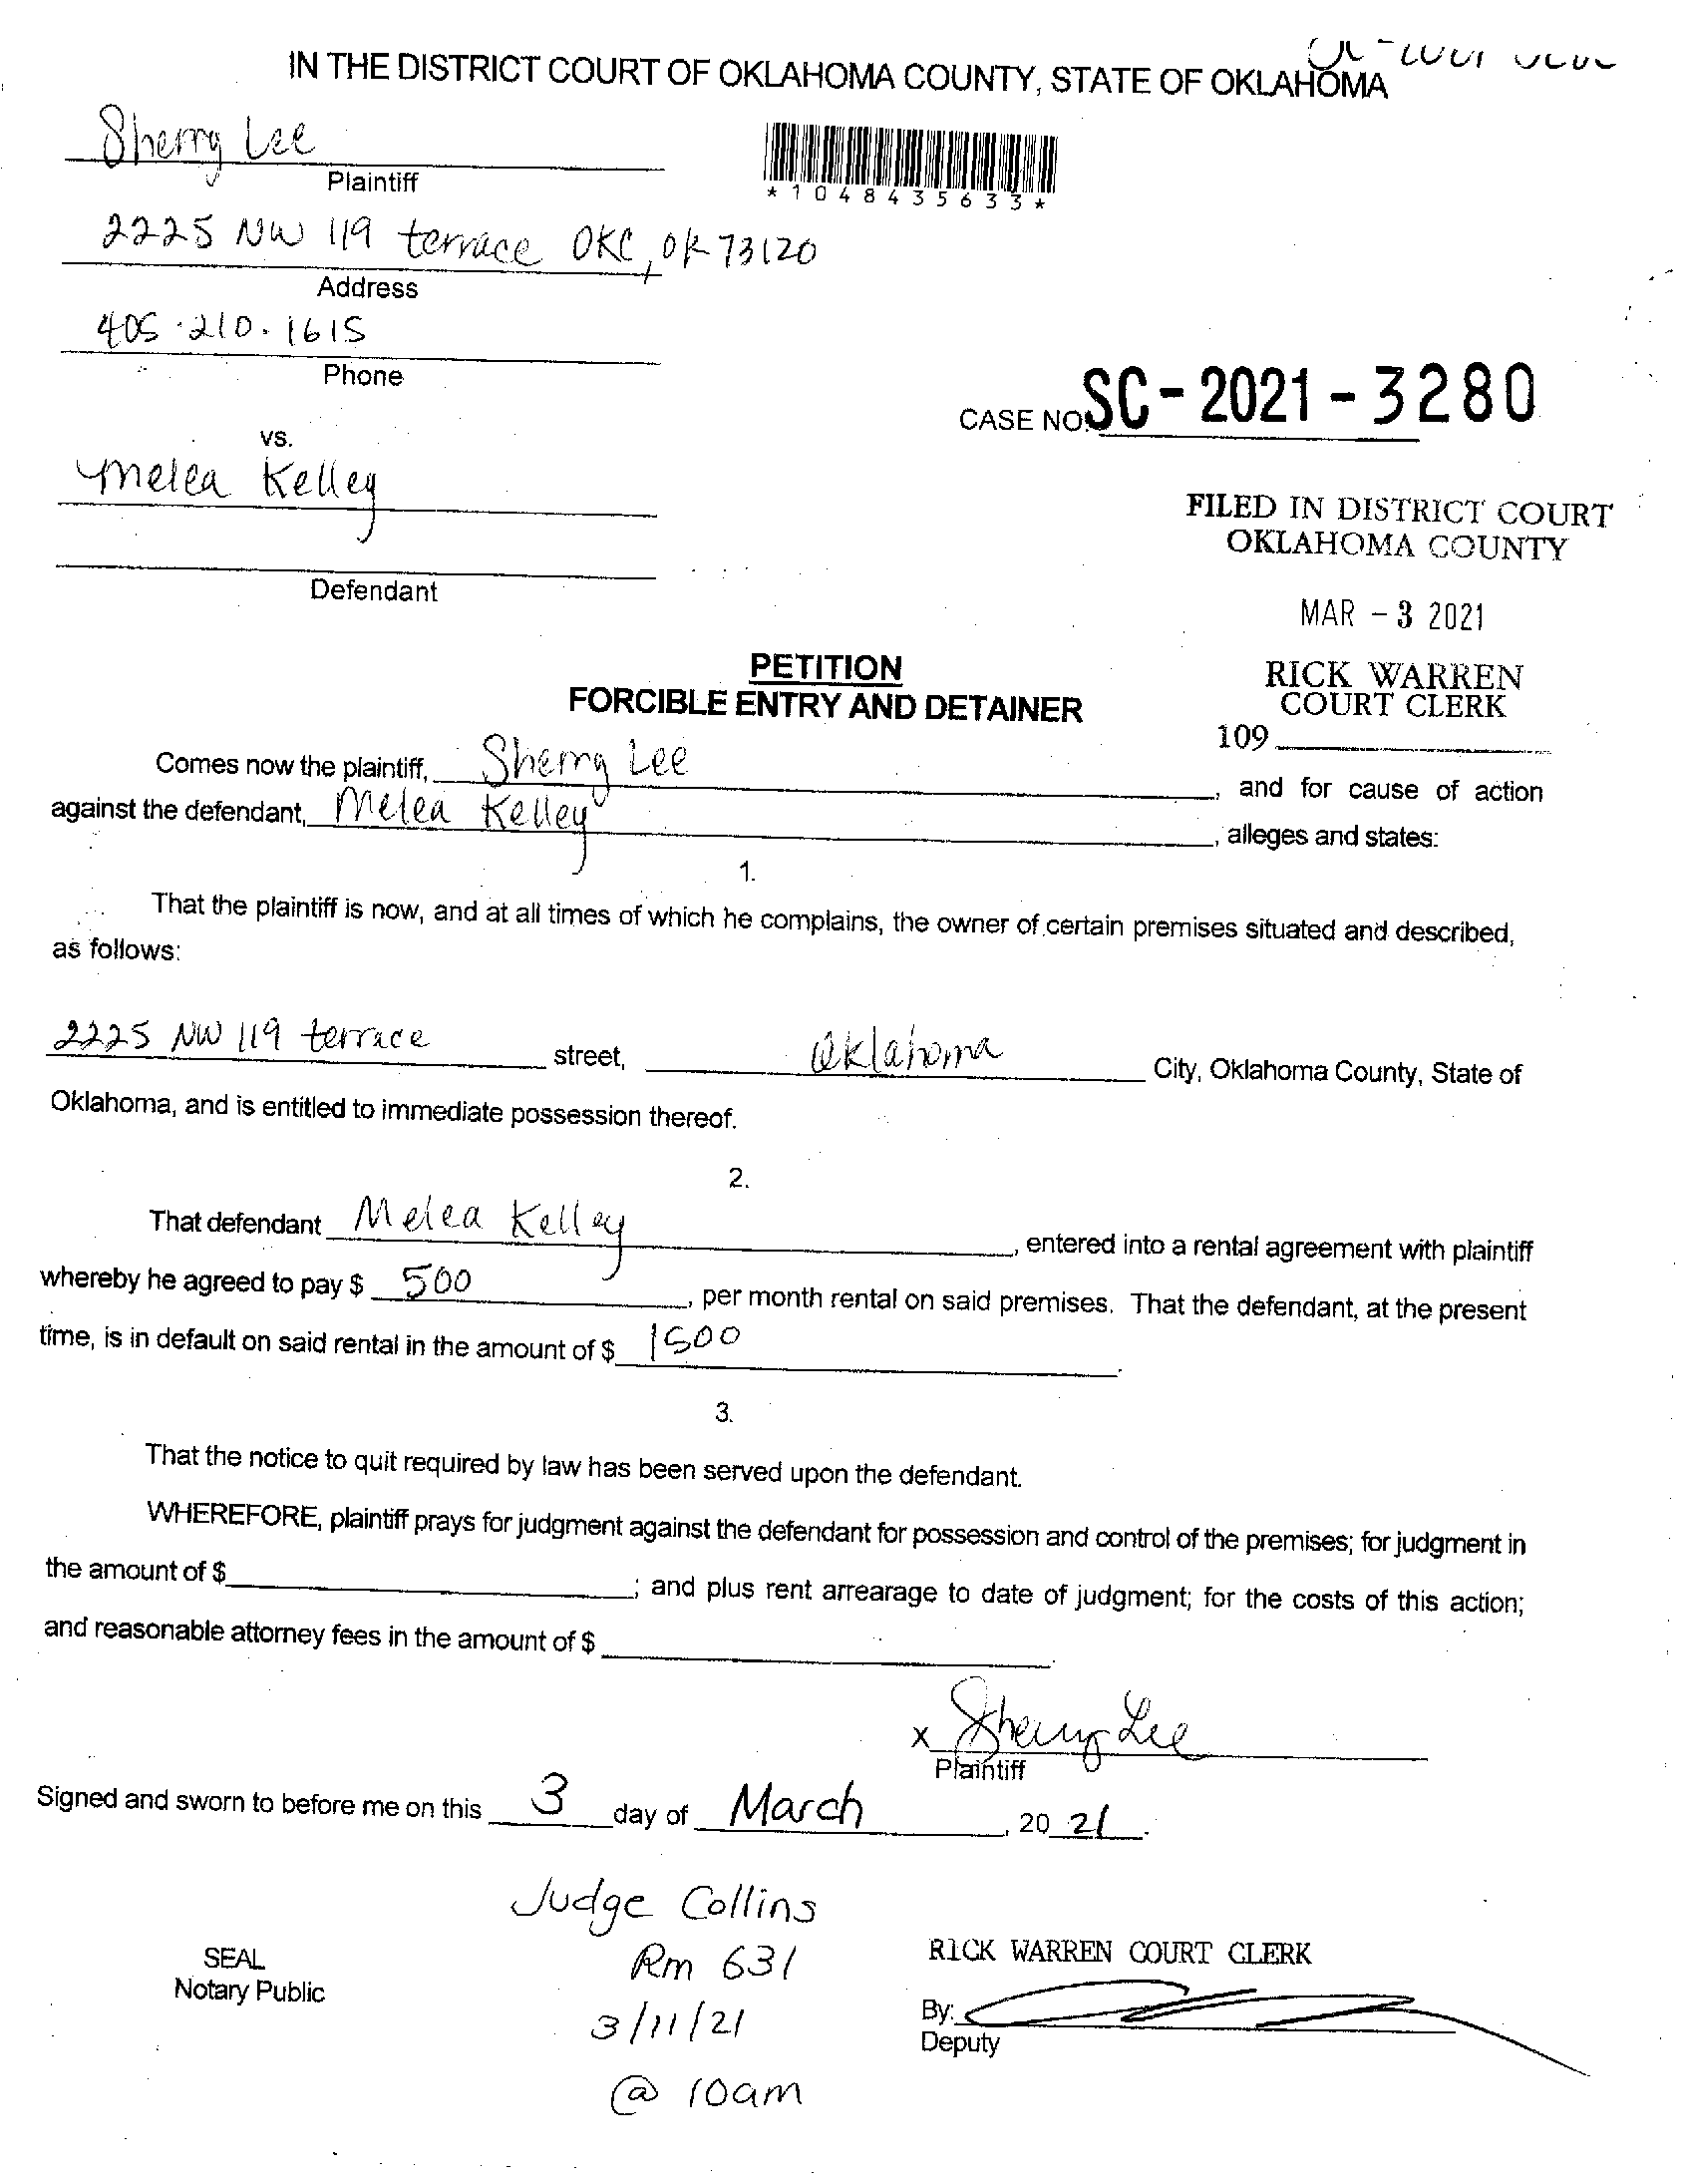 IN THE DISTRICT COURT OF OKLAHOMA COUNTY, STATE OF OKLAHOMA
Sherry Lee
Plaintiff
*1048435633*
2225 NW 119 terrace OKC, OK 73120
Address
405.210.1615
Phone
CASE NO. SC-2021-3280
vs.
Melea Kelley
Defendant
FILED IN DISTRICT COURT
OKLAHOMA COUNTY
MAR - 3 2021
RICK WARREN
COURT CLERK
109
PETITION
FORCIBLE ENTRY AND DETAINER
Comes now the plaintiff, Sherry Lee, and for cause of action
against the defendant, Melea Kelley, alleges and states:
1.
That the plaintiff is now, and at all times of which he complains, the owner of certain premises situated and described,
as follows:
2225 NW 119 terrace street, Oklahoma City, Oklahoma County, State of
Oklahoma, and is entitled to immediate possession thereof.
2.
That defendant Melea Kelley, entered into a rental agreement with plaintiff
whereby he agreed to pay $ 500, per month rental on said premises. That the defendant, at the present
time, is in default on said rental in the amount of $ 1500.
3.
That the notice to quit required by law has been served upon the defendant.
WHEREFORE, plaintiff prays for judgment against the defendant for possession and control of the premises; for judgment in
the amount of $ ; and plus rent arrearage to date of judgment; for the costs of this action;
and reasonable attorney fees in the amount of $ .
x Sherry Lee
Plaintiff
Signed and sworn to before me on this 3 day of March, 20 21.
Judge Collins
Rm 631
3/11/21
@ 10am
SEAL
Notary Public
RICK WARREN COURT CLERK
By:
Deputy